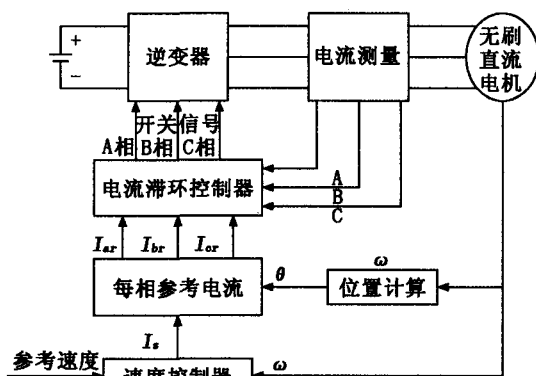 +
−
逆变器
电流测量
无刷
直流
电机
开关信号
A相 B相 C相
电流滞环控制器
A
B
C
Iar Ibr Icr
每相参考电流
θ
ω
位置计算
Is
参考速度
速度控制器
ω